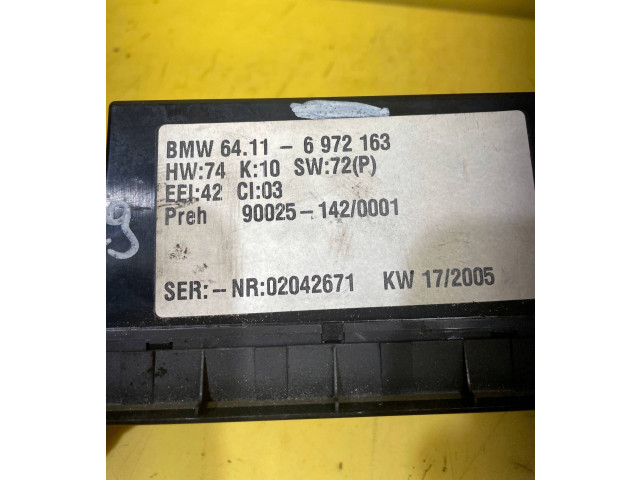 BMW 64.11 - 6 972 163
HW:74 K:10 SW:72(P)
EEI:42 CI:03
Preh 90025-142/0001
SER:-NR:02042671 KW 17/2005